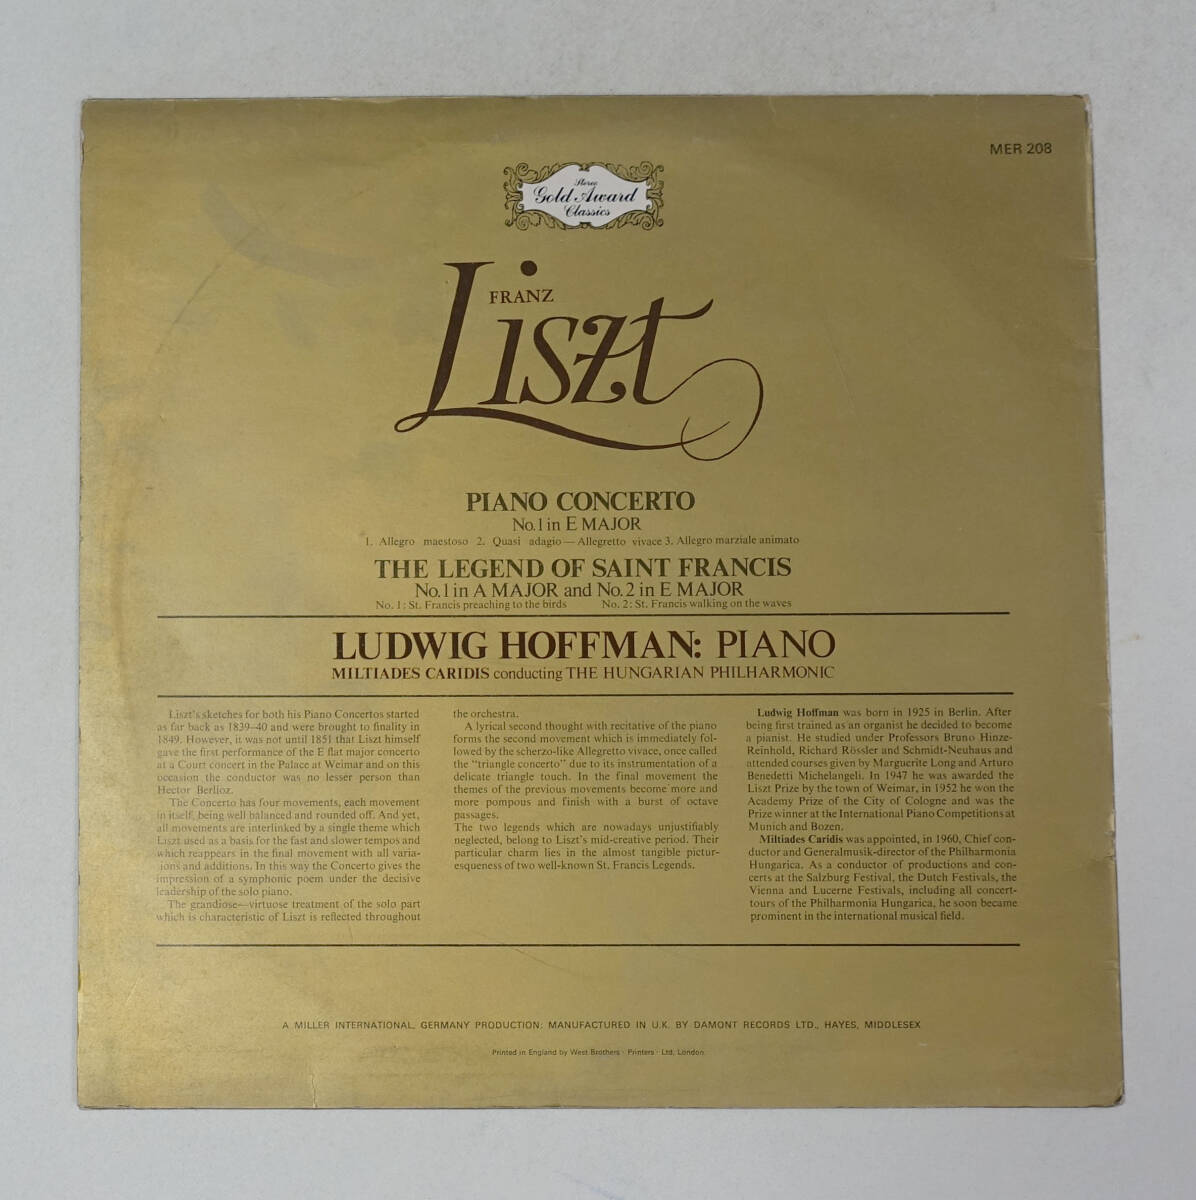 MER 208
Stereo
Gold Award
Classics
FRANZ
Liszt
PIANO CONCERTO
No.1 in E MAJOR
1. Allegro maestoso 2. Quasi adagio — Allegretto vivace 3. Allegro marziale animato
THE LEGEND OF SAINT FRANCIS
No.1 in A MAJOR and No.2 in E MAJOR
No. 1: St. Francis preaching to the birds No. 2: St. Francis walking on the waves
LUDWIG HOFFMAN: PIANO
MILTIADES CARIDIS conducting THE HUNGARIAN PHILHARMONIC
Liszt's sketches for both his Piano Concertos started
as far back as 1839–40 and were brought to finality in
1849. However, it was not until 1851 that Liszt himself
gave the first performance of the E flat major concerto
at a Court concert in the Palace at Weimar and on this
occasion the conductor was no lesser person than
Hector Berlioz.
The Concerto has four movements, each movement
in itself, being well balanced and rounded off. And yet,
all movements are interlinked by a single theme which
Liszt used as a basis for the fast and slower tempos and
which reappears in the final movement with all varia-
ions and additions. In this way the Concerto gives the
impression of a symphonic poem under the decisive
leadership of the solo piano.
The grandiose—virtuose treatment of the solo part
which is characteristic of Liszt is reflected throughout
the orchestra.
A lyrical second thought with recitative of the piano
forms the second movement which is immediately fol-
lowed by the scherzo-like Allegretto vivace, once called
the "triangle concerto" due to its instrumentation of a
delicate triangle touch. In the final movement the
themes of the previous movements become more and
more pompous and finish with a burst of octave
passages.
The two legends which are nowadays unjustifiably
neglected, belong to Liszt's mid-creative period. Their
particular charm lies in the almost tangible pictur-
esqueness of two well-known St. Francis Legends.
Ludwig Hoffman was born in 1925 in Berlin. After
being first trained as an organist he decided to become
a pianist. He studied under Professors Bruno Hinze-
Reinhold, Richard Rössler and Schmidt-Neuhaus and
attended courses given by Marguerite Long and Arturo
Benedetti Michelangeli. In 1947 he was awarded the
Liszt Prize by the town of Weimar, in 1952 he won the
Academy Prize of the City of Cologne and was the
Prize winner at the International Piano Competitions at
Munich and Bozen.
Miltiades Caridis was appointed, in 1960, Chief con-
ductor and Generalmusik-director of the Philharmonia
Hungarica. As a conductor of productions and con-
certs at the Salzburg Festival, the Dutch Festivals, the
Vienna and Lucerne Festivals, including all concert-
tours of the Philharmonia Hungarica, he soon became
prominent in the international musical field.
A MILLER INTERNATIONAL, GERMANY PRODUCTION: MANUFACTURED IN U.K. BY DAMONT RECORDS LTD., HAYES, MIDDLESEX
Printed in England by West Brothers · Printers · Ltd. London.